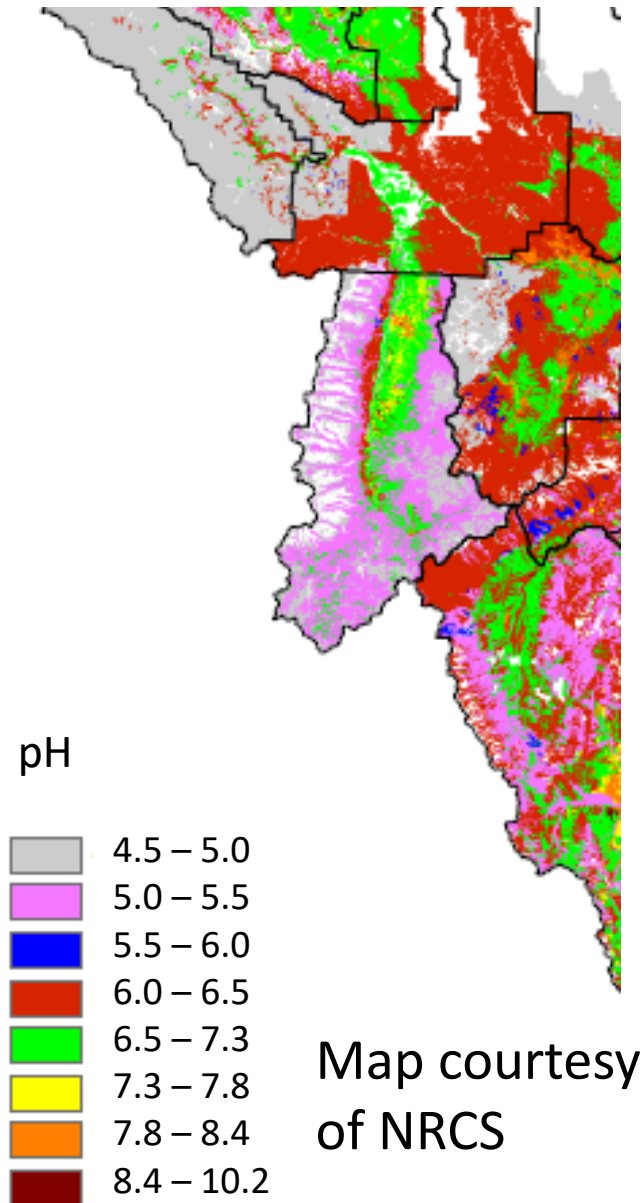 pH
4.5 – 5.0
5.0 – 5.5
5.5 – 6.0
6.0 – 6.5
6.5 – 7.3
7.3 – 7.8
7.8 – 8.4
8.4 - 10.2
Map courtesy
of NRCS